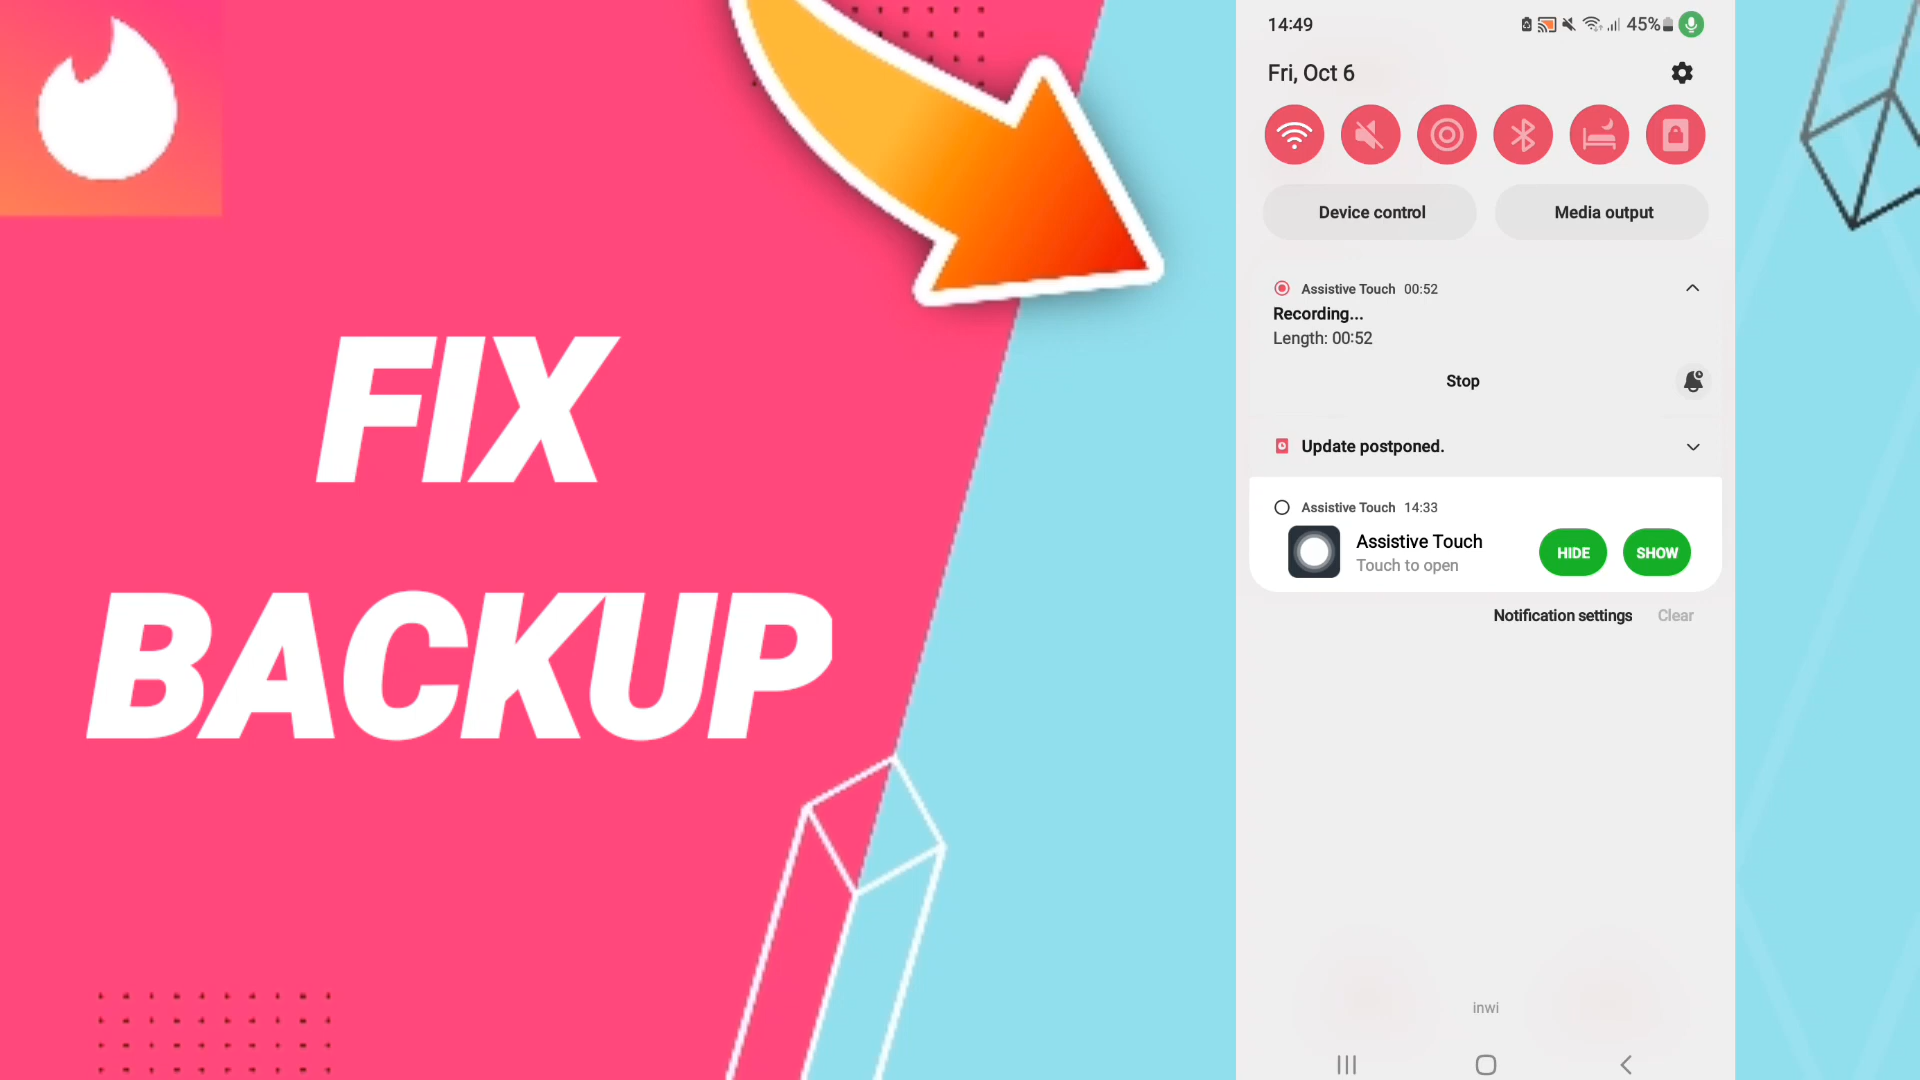 FIX
BACKUP
14:49
45%
Fri, Oct 6
Device control
Media output
Assistive Touch 00:52
Recording...
Length: 00:52
Stop
Update postponed.
Assistive Touch 14:33
Assistive Touch
Touch to open
HIDE
SHOW
Notification settings
Clear
inwi